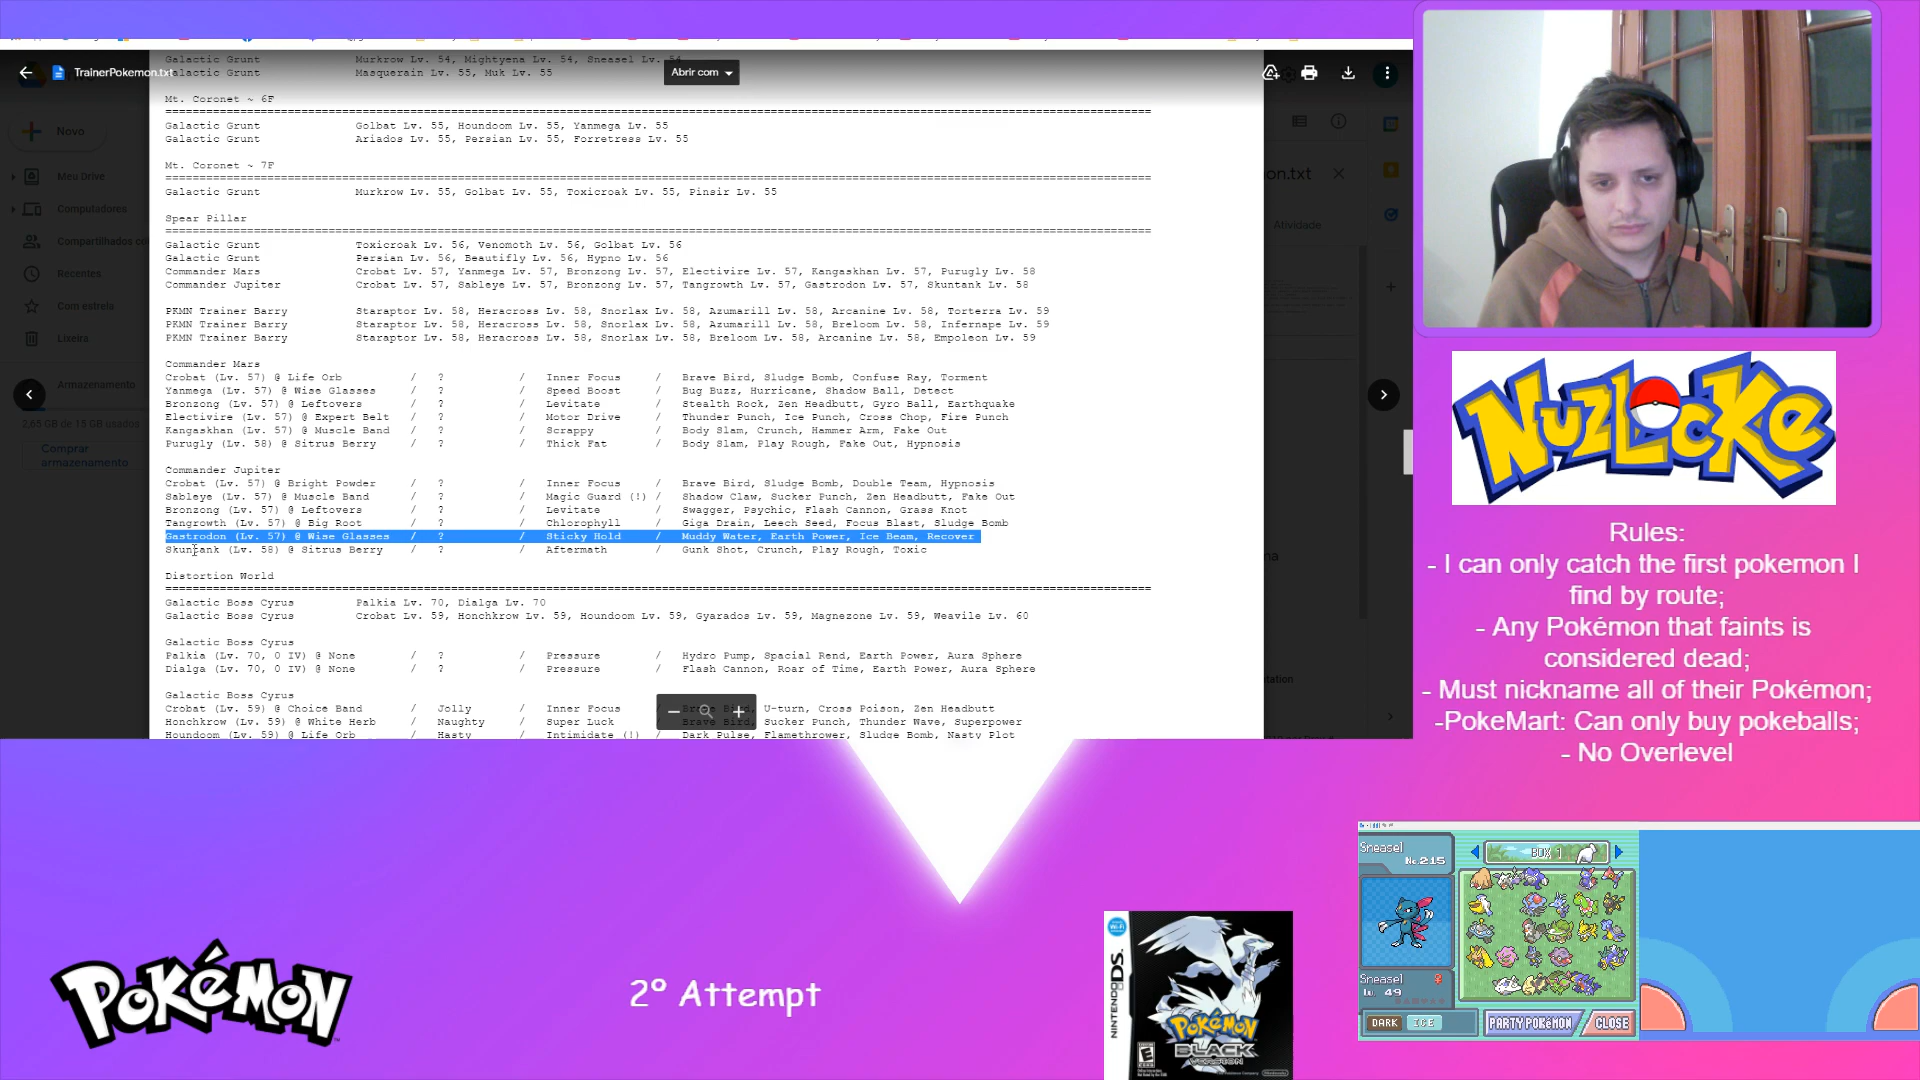 TrainerPokemon.txt
Abrir com
Novo
Meu Drive
Computadores
Compartilhados co
Recentes
Com estrela
Lixeira
Armazenamento
2,65 GB de 15 GB usados
Comprar
armazenamento
Galactic Grunt Murkrow Lv. 54, Mightyena Lv. 54, Sneasel Lv. 54
Galactic Grunt Masquerain Lv. 55, Muk Lv. 55
Mt. Coronet ~ 6F
Galactic Grunt Golbat Lv. 55, Houndoom Lv. 55, Yanmega Lv. 55
Galactic Grunt Ariados Lv. 55, Persian Lv. 55, Forretress Lv. 55
Mt. Coronet ~ 7F
Galactic Grunt Murkrow Lv. 55, Golbat Lv. 55, Toxicroak Lv. 55, Pinsir Lv. 55
Spear Pillar
Galactic Grunt Toxicroak Lv. 56, Venomoth Lv. 56, Golbat Lv. 56
Galactic Grunt Persian Lv. 56, Beautifly Lv. 56, Hypno Lv. 56
Commander Mars Crobat Lv. 57, Yanmega Lv. 57, Bronzong Lv. 57, Electivire Lv. 57, Kangaskhan Lv. 57, Purugly Lv. 58
Commander Jupiter Crobat Lv. 57, Sableye Lv. 57, Bronzong Lv. 57, Tangrowth Lv. 57, Gastrodon Lv. 57, Skuntank Lv. 58
PKMN Trainer Barry Staraptor Lv. 58, Heracross Lv. 58, Snorlax Lv. 58, Azumarill Lv. 58, Arcanine Lv. 58, Torterra Lv. 59
PKMN Trainer Barry Staraptor Lv. 58, Heracross Lv. 58, Snorlax Lv. 58, Azumarill Lv. 58, Breloom Lv. 58, Infernape Lv. 59
PKMN Trainer Barry Staraptor Lv. 58, Heracross Lv. 58, Snorlax Lv. 58, Breloom Lv. 58, Arcanine Lv. 58, Empoleon Lv. 59
Commander Mars
Crobat (Lv. 57) @ Life Orb / ? / Inner Focus / Brave Bird, Sludge Bomb, Confuse Ray, Torment
Yanmega (Lv. 57) @ Wise Glasses / ? / Speed Boost / Bug Buzz, Hurricane, Shadow Ball, Detect
Bronzong (Lv. 57) @ Leftovers / ? / Levitate / Stealth Rock, Zen Headbutt, Gyro Ball, Earthquake
Electivire (Lv. 57) @ Expert Belt / ? / Motor Drive / Thunder Punch, Ice Punch, Cross Chop, Fire Punch
Kangaskhan (Lv. 57) @ Muscle Band / ? / Scrappy / Body Slam, Crunch, Hammer Arm, Fake Out
Purugly (Lv. 58) @ Sitrus Berry / ? / Thick Fat / Body Slam, Play Rough, Fake Out, Hypnosis
Commander Jupiter
Crobat (Lv. 57) @ Bright Powder / ? / Inner Focus / Brave Bird, Sludge Bomb, Double Team, Hypnosis
Sableye (Lv. 57) @ Muscle Band / ? / Magic Guard (!) / Shadow Claw, Sucker Punch, Zen Headbutt, Fake Out
Bronzong (Lv. 57) @ Leftovers / ? / Levitate / Swagger, Psychic, Flash Cannon, Grass Knot
Tangrowth (Lv. 57) @ Big Root / ? / Chlorophyll / Giga Drain, Leech Seed, Focus Blast, Sludge Bomb
Gastrodon (Lv. 57) @ Wise Glasses / ? / Sticky Hold / Muddy Water, Earth Power, Ice Beam, Recover
Skuntank (Lv. 58) @ Sitrus Berry / ? / Aftermath / Gunk Shot, Crunch, Play Rough, Toxic
Distortion World
Galactic Boss Cyrus Palkia Lv. 70, Dialga Lv. 70
Galactic Boss Cyrus Crobat Lv. 59, Honchkrow Lv. 59, Houndoom Lv. 59, Gyarados Lv. 59, Magnezone Lv. 59, Weavile Lv. 60
Galactic Boss Cyrus
Palkia (Lv. 70, 0 IV) @ None / ? / Pressure / Hydro Pump, Spacial Rend, Earth Power, Aura Sphere
Dialga (Lv. 70, 0 IV) @ None / ? / Pressure / Flash Cannon, Roar of Time, Earth Power, Aura Sphere
Galactic Boss Cyrus
Crobat (Lv. 59) @ Choice Band / Jolly / Inner Focus / Brave Bird, U-turn, Cross Poison, Zen Headbutt
Honchkrow (Lv. 59) @ White Herb / Naughty / Super Luck / Brave Bird, Sucker Punch, Thunder Wave, Superpower
Houndoom (Lv. 59) @ Life Orb / Hasty / Intimidate (!) / Dark Pulse, Flamethrower, Sludge Bomb, Nasty Plot
on.txt
Atividade
NUZLOCKE
Rules:
- I can only catch the first pokemon I
find by route;
- Any Pokémon that faints is
considered dead;
- Must nickname all of their Pokémon;
-PokeMart: Can only buy pokeballs;
- No Overlevel
POKéMON
2º Attempt
NINTENDO DS
Wi-Fi
POKéMON
BLACK
VERSION
Sneasel
No.215
BOX 1
Sneasel
Lv. 49
DARK ICE
PARTY POKéMON
CLOSE